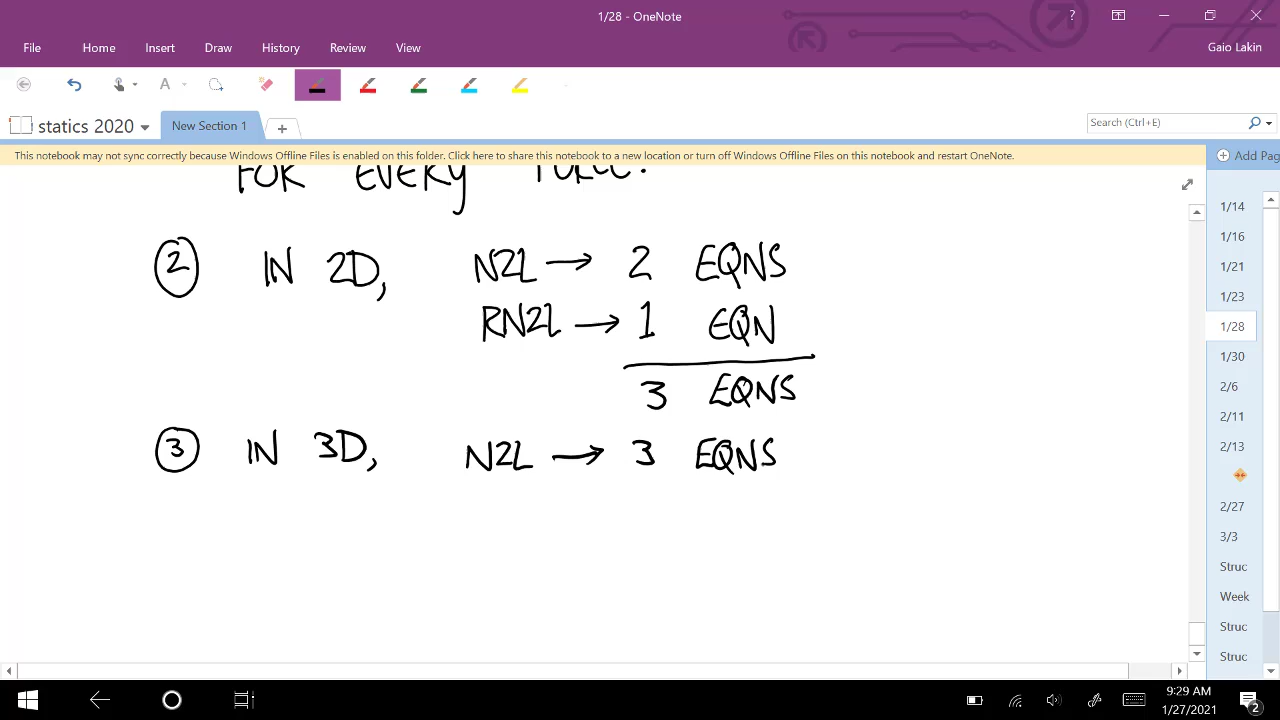 1/28 - OneNote
?
File Home Insert Draw History Review View
Gaio Lakin
A
statics 2020
New Section 1
+
Search (Ctrl+E)
This notebook may not sync correctly because Windows Offline Files is enabled on this folder. Click here to share this notebook to a new location or turn off Windows Offline Files on this notebook and restart OneNote.
Add Pag
FOR EVERY FORCE!
2 IN 2D, N2L → 2 EQNS
RN2L → 1 EQN
3 EQNS
3 IN 3D, N2L → 3 EQNS
1/14
1/16
1/21
1/23
1/28
1/30
2/6
2/11
2/13
2/27
3/3
Struc
Week
Struc
Struc
9:29 AM
1/27/2021
2